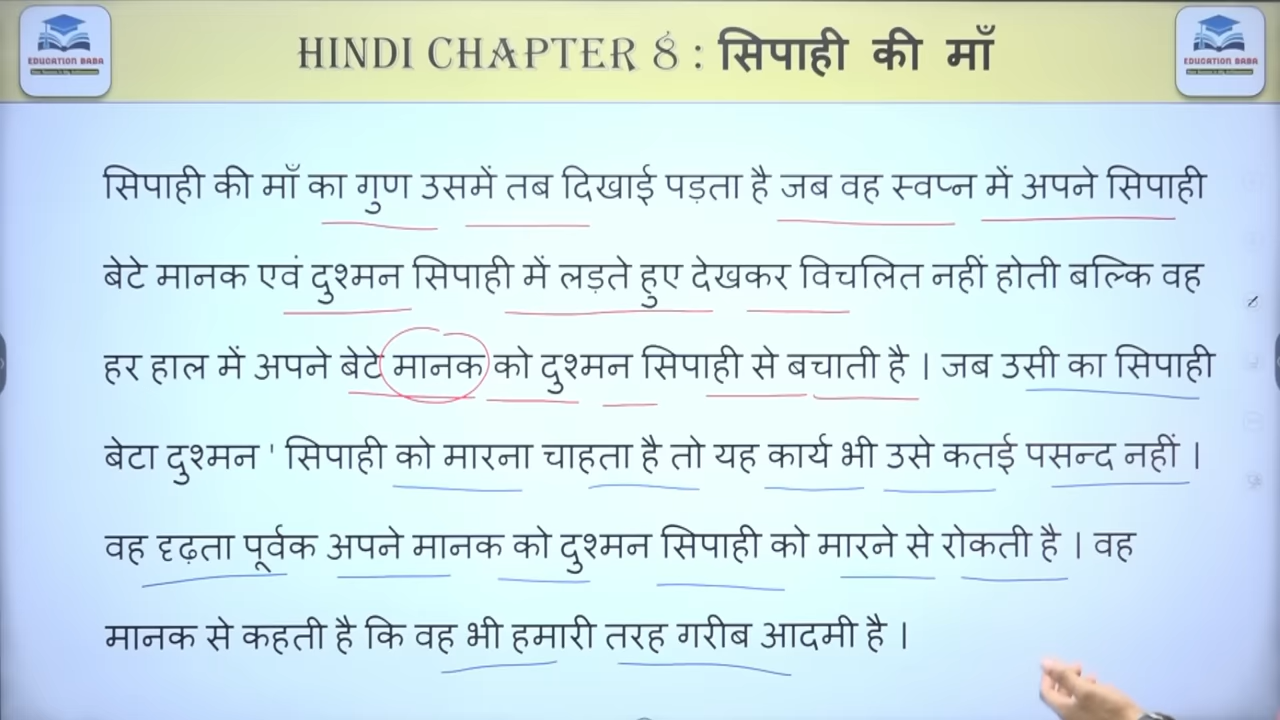 EDUCATION BABA
HINDI CHAPTER 8 : सिपाही की माँ
EDUCATION BABA
सिपाही की माँ का गुण उसमें तब दिखाई पड़ता है जब वह स्वप्न में अपने सिपाही
बेटे मानक एवं दुश्मन सिपाही में लड़ते हुए देखकर विचलित नहीं होती बल्कि वह
हर हाल में अपने बेटे मानक को दुश्मन सिपाही से बचाती है | जब उसी का सिपाही
बेटा दुश्मन ' सिपाही को मारना चाहता है तो यह कार्य भी उसे कतई पसन्द नहीं |
वह दृढ़ता पूर्वक अपने मानक को दुश्मन सिपाही को मारने से रोकती है | वह
मानक से कहती है कि वह भी हमारी तरह गरीब आदमी है |